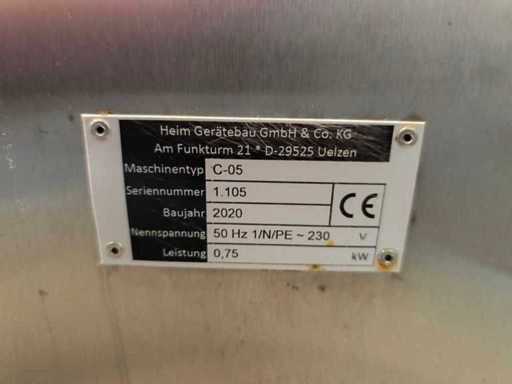 Heim Gerätebau GmbH & Co. KG
Am Funkturm 21 * D-29525 Uelzen
Maschinentyp C-05
Seriennummer 1.105
Baujahr 2020
CE
Nennspannung 50 Hz 1/N/PE ~ 230 V
Leistung 0,75 kW